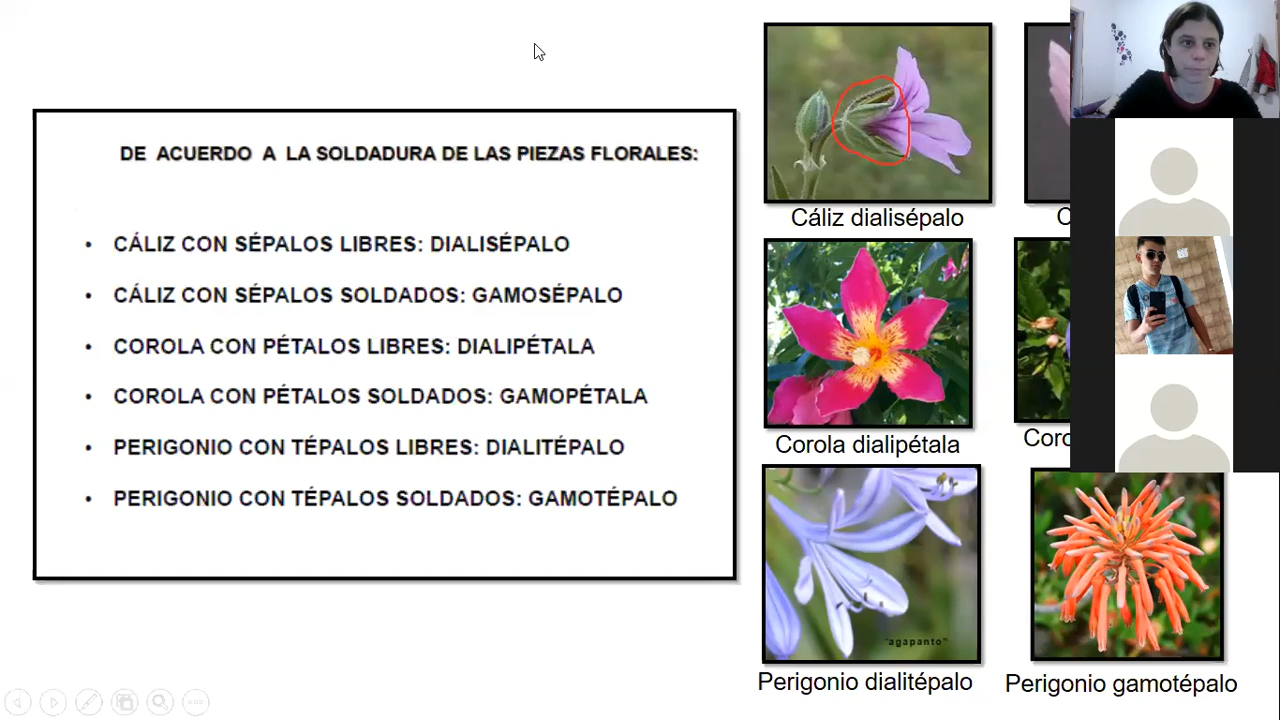 DE ACUERDO A LA SOLDADURA DE LAS PIEZAS FLORALES:
• CÁLIZ CON SÉPALOS LIBRES: DIALISÉPALO
• CÁLIZ CON SÉPALOS SOLDADOS: GAMOSÉPALO
• COROLA CON PÉTALOS LIBRES: DIALIPÉTALA
• COROLA CON PÉTALOS SOLDADOS: GAMOPÉTALA
• PERIGONIO CON TÉPALOS LIBRES: DIALITÉPALO
• PERIGONIO CON TÉPALOS SOLDADOS: GAMOTÉPALO
Cáliz dialisépalo
Corola dialipétala
"agapanto"
Perigonio dialitépalo
Perigonio gamotépalo